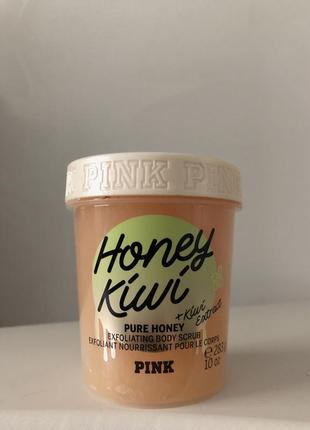 PINK PINK
Honey
Kiwi
+ Kiwi
Extract
PURE HONEY
EXFOLIATING BODY SCRUB
EXFOLIANT NOURRISSANT POUR LE CORPS
PINK
℮ 283 g
10 oz